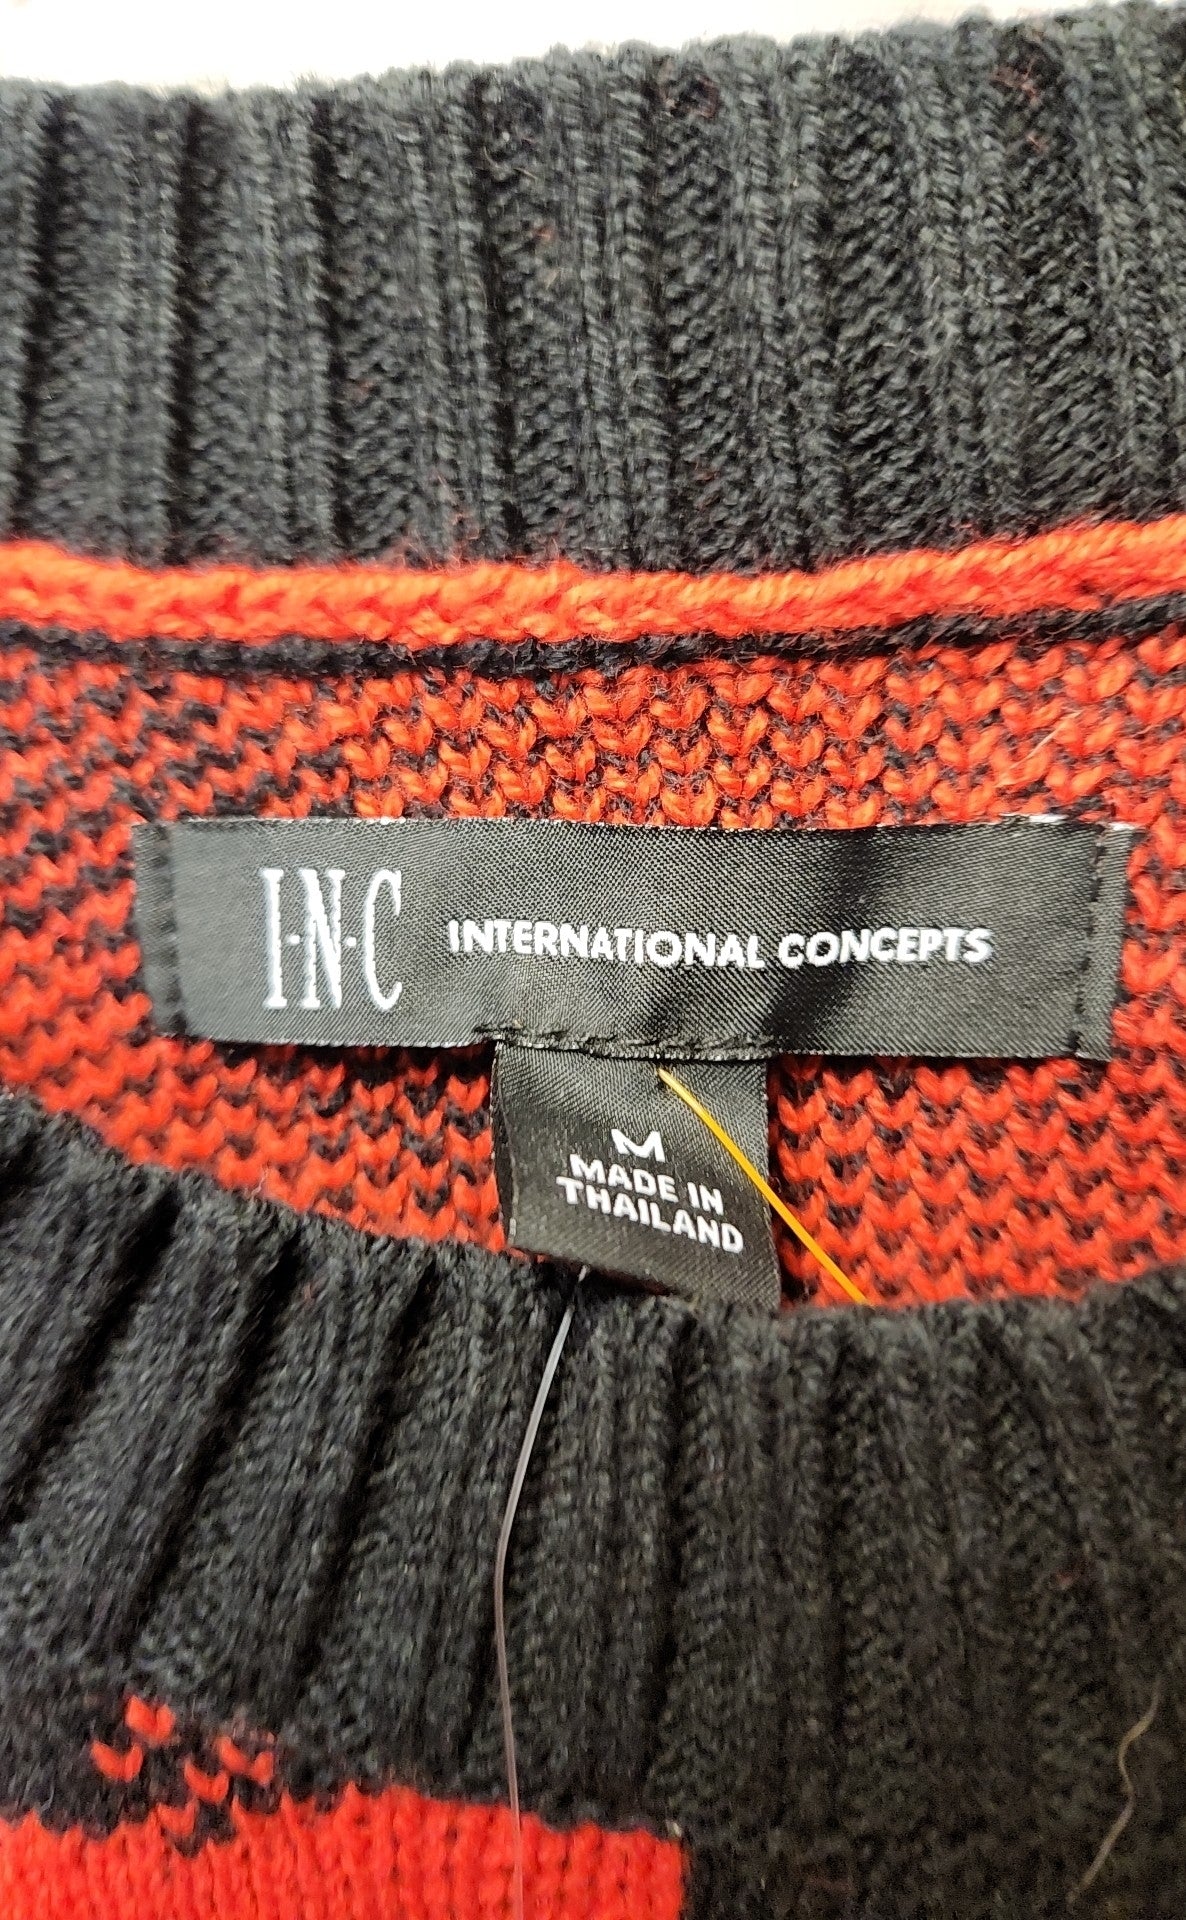 I·N·C INTERNATIONAL CONCEPTS
M
MADE IN
THAILAND